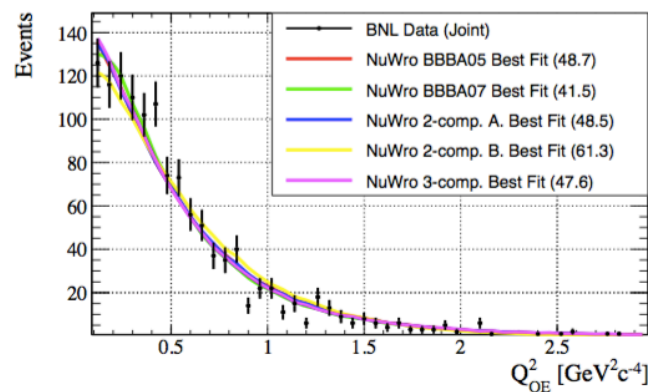 Events
140
120
100
80
60
40
20
BNL Data (Joint)
NuWro BBBA05 Best Fit (48.7)
NuWro BBBA07 Best Fit (41.5)
NuWro 2-comp. A. Best Fit (48.5)
NuWro 2-comp. B. Best Fit (61.3)
NuWro 3-comp. Best Fit (47.6)
0.5 1 1.5 2 2.5
Q²QE [GeV²c⁻⁴]